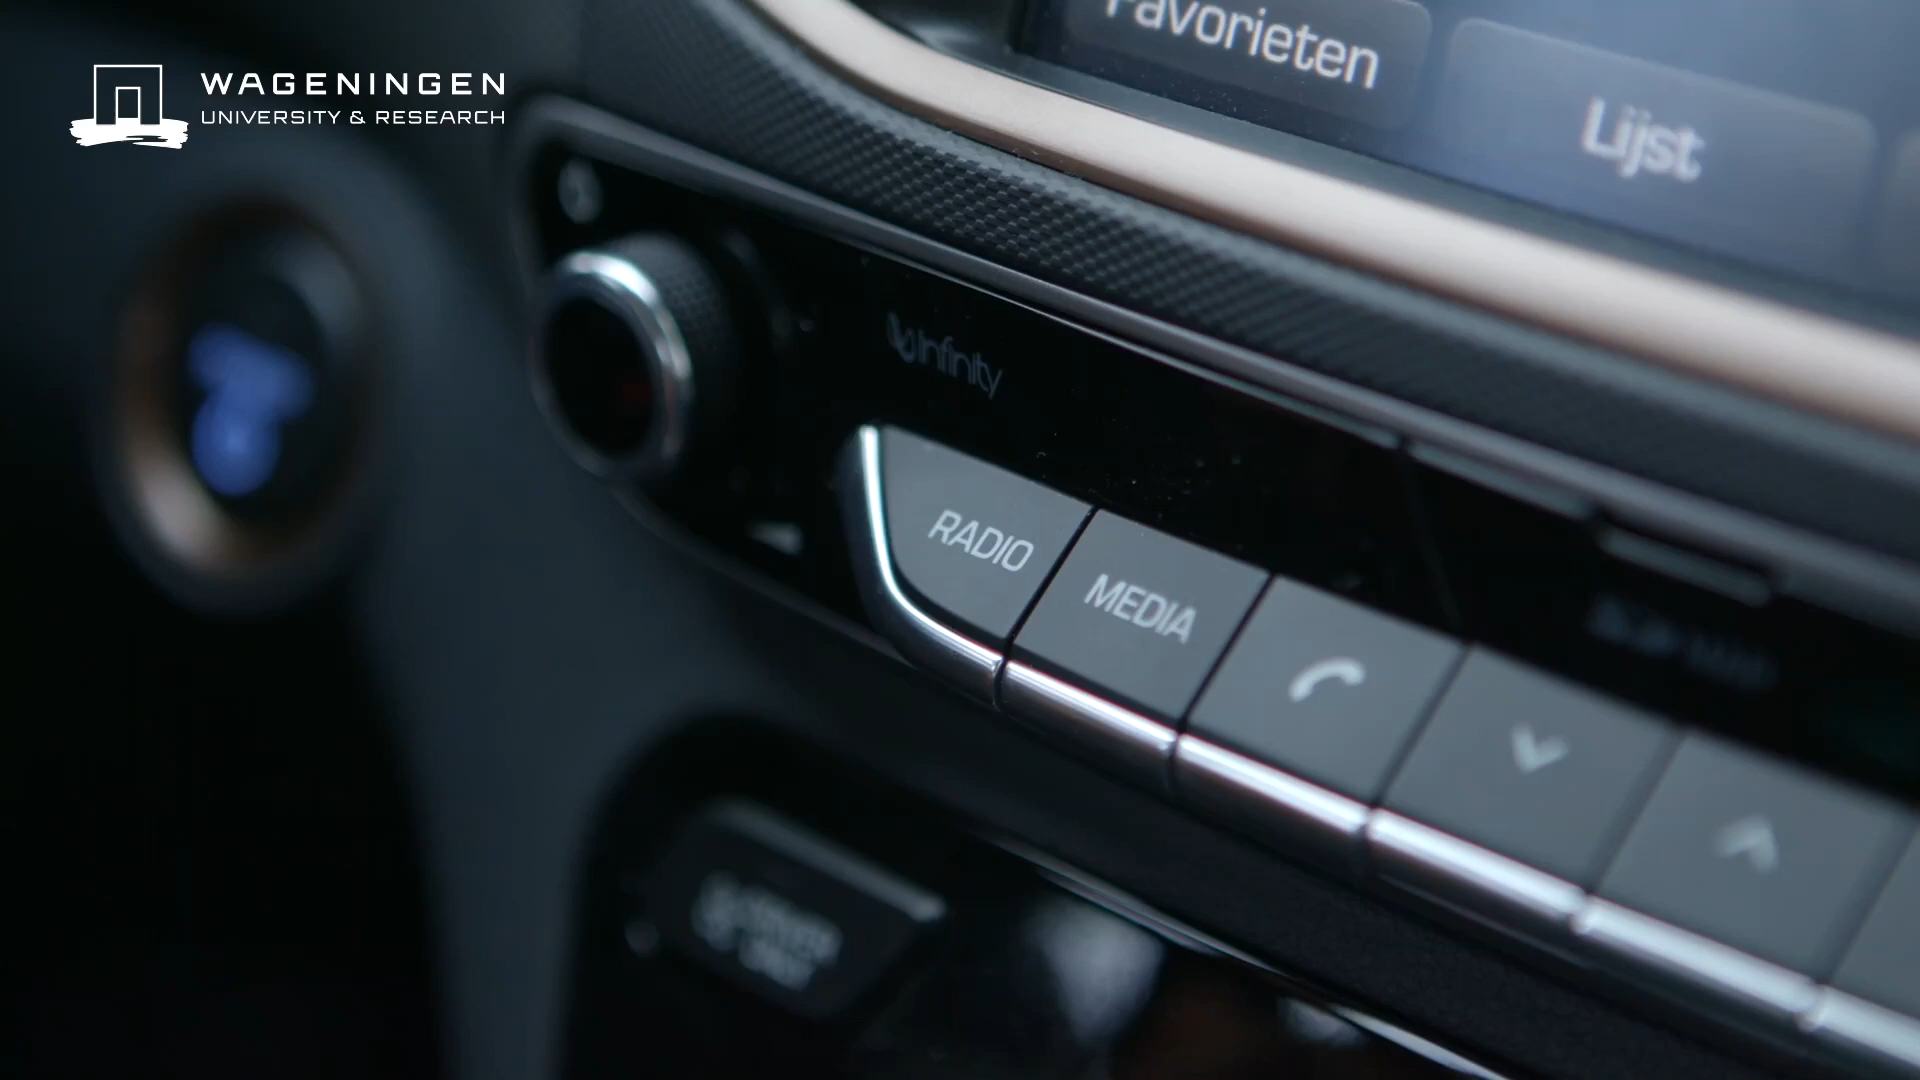 WAGENINGEN
UNIVERSITY & RESEARCH
Favorieten
Lijst
infinity
RADIO
MEDIA